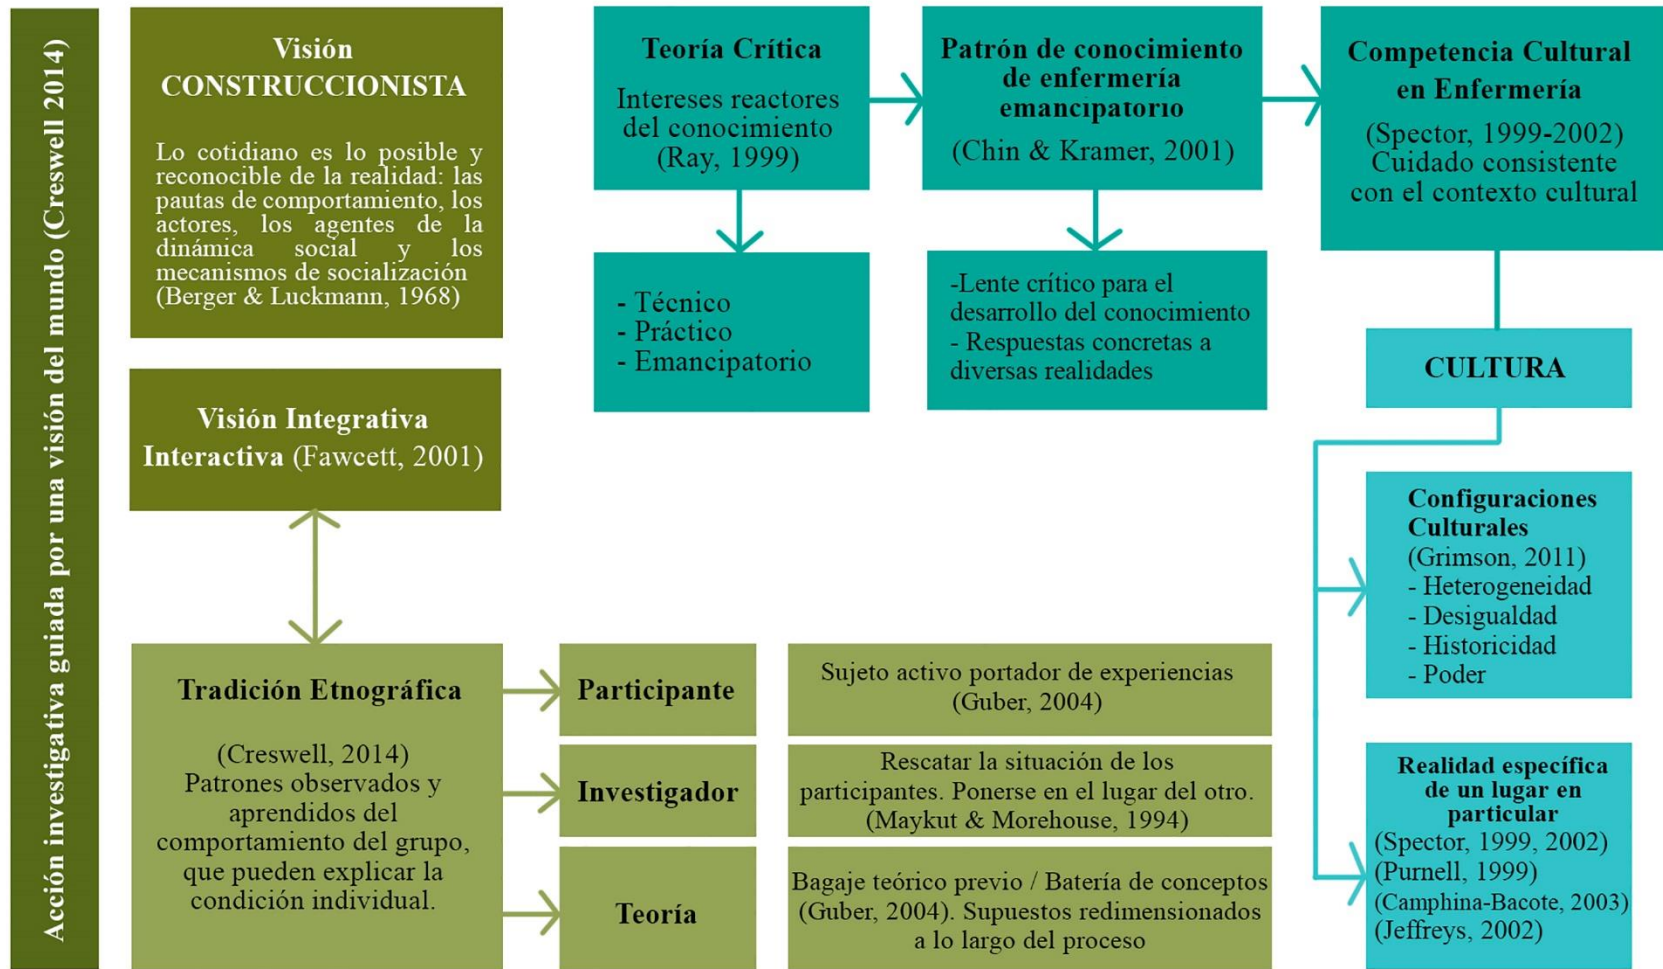 Acción investigativa guiada por una visión del mundo (Creswell 2014)
Visión
CONSTRUCCIONISTA
Lo cotidiano es lo posible y
reconocible de la realidad: las
pautas de comportamiento, los
actores, los agentes de la
dinámica social y los
mecanismos de socialización
(Berger & Luckmann, 1968)
Visión Integrativa
Interactiva (Fawcett, 2001)
Tradición Etnográfica
(Creswell, 2014)
Patrones observados y
aprendidos del
comportamiento del grupo,
que pueden explicar la
condición individual.
Participante
Sujeto activo portador de experiencias
(Guber, 2004)
Investigador
Rescatar la situación de los
participantes. Ponerse en el lugar del otro.
(Maykut & Morehouse, 1994)
Teoría
Bagaje teórico previo / Batería de conceptos
(Guber, 2004). Supuestos redimensionados
a lo largo del proceso
Teoría Crítica
Intereses reactores
del conocimiento
(Ray, 1999)
- Técnico
- Práctico
- Emancipatorio
Patrón de conocimiento
de enfermería
emancipatorio
(Chin & Kramer, 2001)
-Lente crítico para el
desarrollo del conocimiento
- Respuestas concretas a
diversas realidades
Competencia Cultural
en Enfermería
(Spector, 1999-2002)
Cuidado consistente
con el contexto cultural
CULTURA
Configuraciones
Culturales
(Grimson, 2011)
- Heterogeneidad
- Desigualdad
- Historicidad
- Poder
Realidad específica
de un lugar en
particular
(Spector, 1999, 2002)
(Purnell, 1999)
(Camphina-Bacote, 2003)
(Jeffreys, 2002)